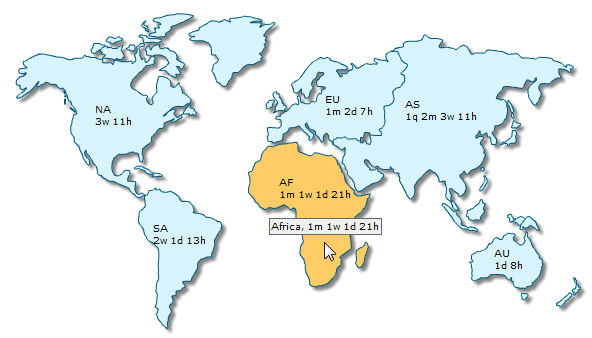 NA
3w 11h
EU
1m 2d 7h
AS
1q 2m 3w 11h
AF
1m 1w 1d 21h
Africa, 1m 1w 1d 21h
SA
2w 1d 13h
AU
1d 8h